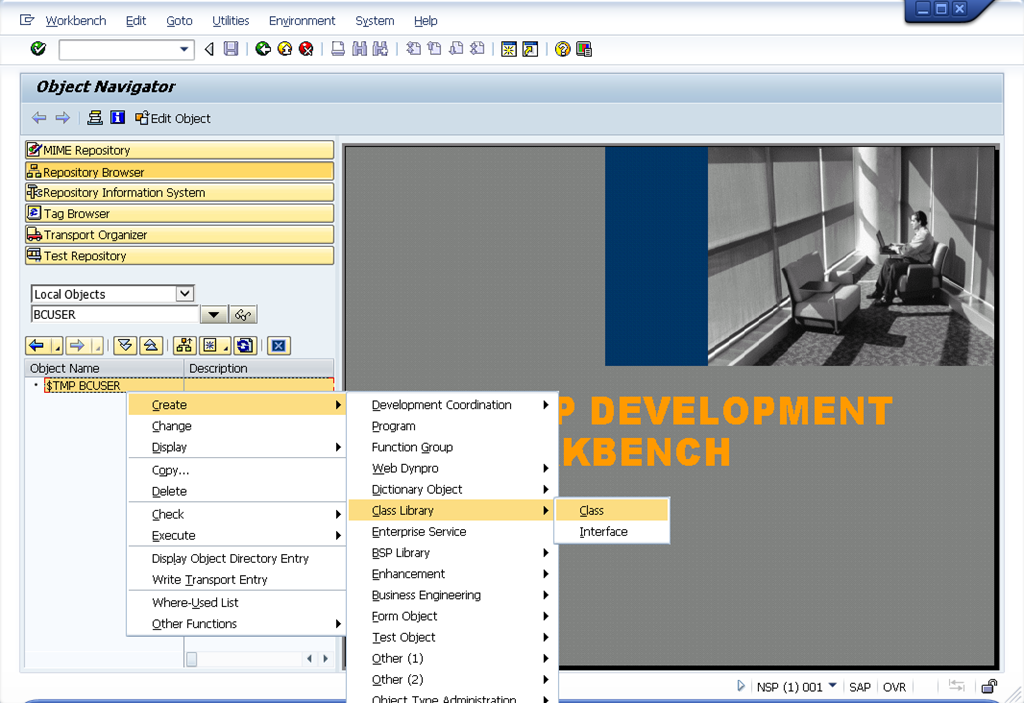 Workbench Edit Goto Utilities Environment System Help
Object Navigator
Edit Object
MIME Repository
Repository Browser
Repository Information System
Tag Browser
Transport Organizer
Test Repository
Local Objects
BCUSER
Object Name Description
$TMP BCUSER
Create
Change
Display
Copy...
Delete
Check
Execute
Display Object Directory Entry
Write Transport Entry
Where-Used List
Other Functions
Development Coordination
Program
Function Group
Web Dynpro
Dictionary Object
Class Library
Enterprise Service
BSP Library
Enhancement
Business Engineering
Form Object
Test Object
Other (1)
Other (2)
Object Type Administration
Class
Interface
P DEVELOPMENT
KBENCH
NSP (1) 001 SAP OVR